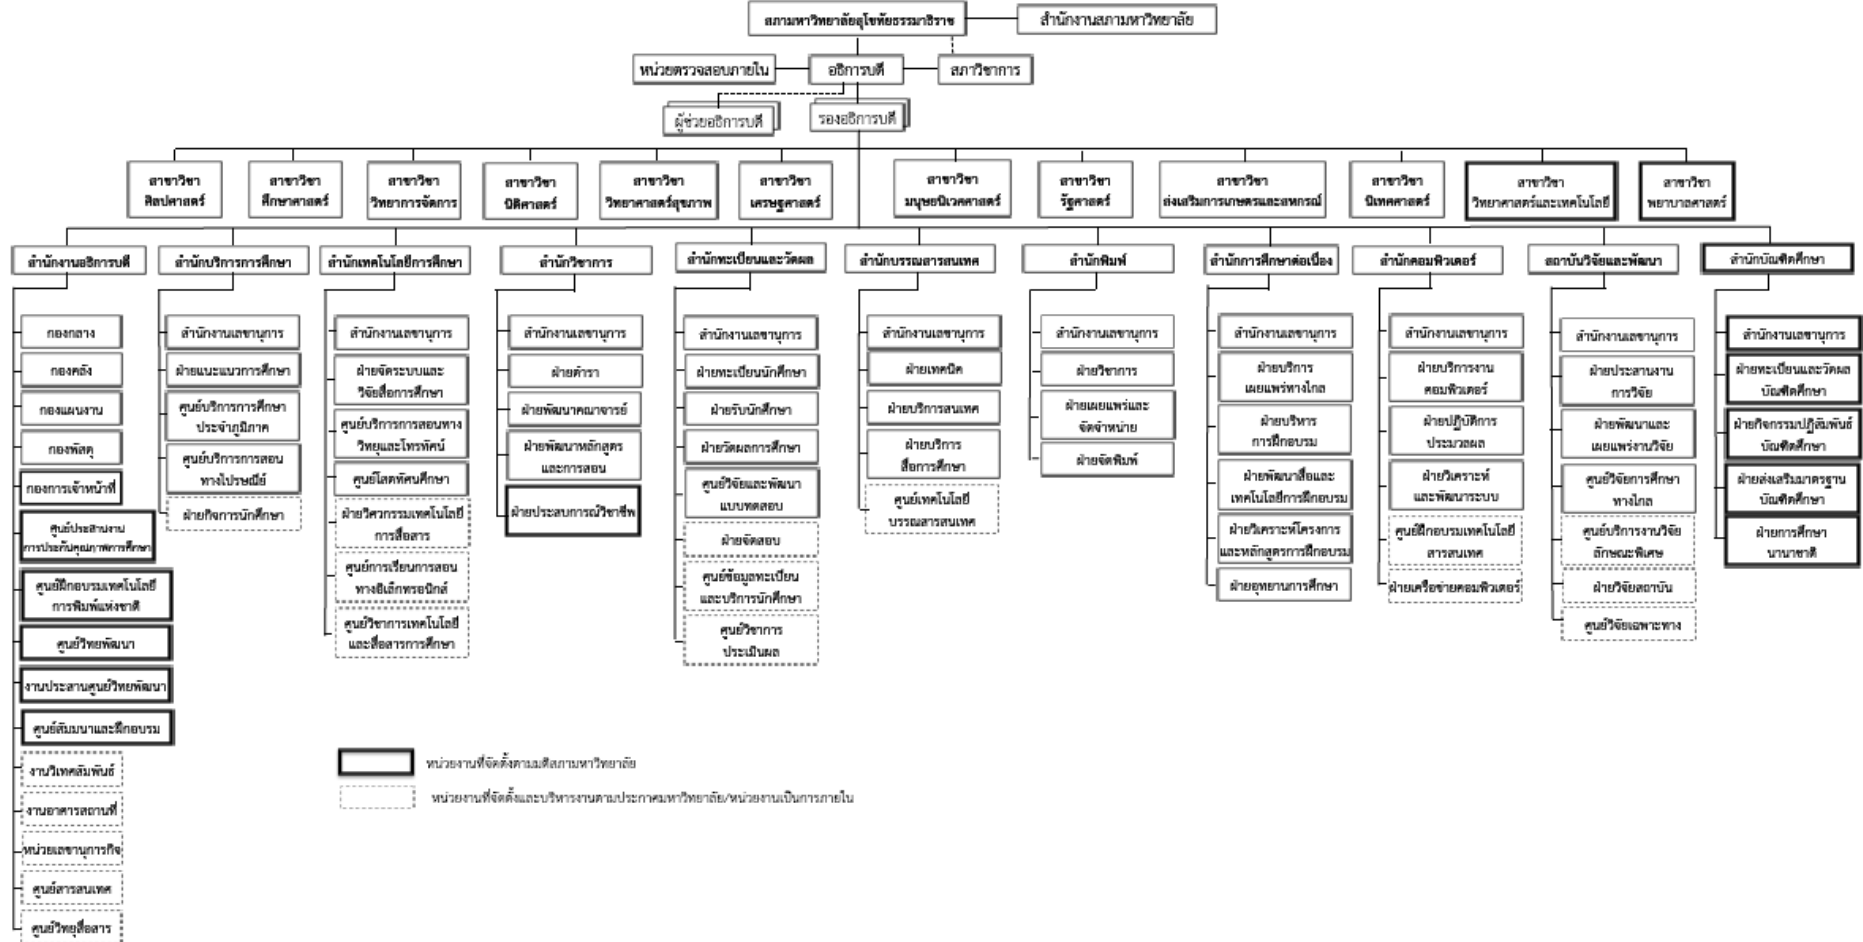 สภามหาวิทยาลัยสุโขทัยธรรมาธิราช
สำนักงานสภามหาวิทยาลัย
หน่วยตรวจสอบภายใน
อธิการบดี
สภาวิชาการ
ผู้ช่วยอธิการบดี
รองอธิการบดี
สาขาวิชา
ศิลปศาสตร์
สาขาวิชา
ศึกษาศาสตร์
สาขาวิชา
วิทยาการจัดการ
สาขาวิชา
นิติศาสตร์
สาขาวิชา
วิทยาศาสตร์สุขภาพ
สาขาวิชา
เศรษฐศาสตร์
สาขาวิชา
มนุษยนิเวศศาสตร์
สาขาวิชา
รัฐศาสตร์
สาขาวิชา
ส่งเสริมการเกษตรและสหกรณ์
สาขาวิชา
นิเทศศาสตร์
สาขาวิชา
วิทยาศาสตร์และเทคโนโลยี
สาขาวิชา
พยาบาลศาสตร์
สำนักงานอธิการบดี
กองกลาง
กองคลัง
กองแผนงาน
กองพัสดุ
กองการเจ้าหน้าที่
ศูนย์ประสานงาน
การประกันคุณภาพการศึกษา
ศูนย์ฝึกอบรมเทคโนโลยี
การพิมพ์แห่งชาติ
ศูนย์วิทยพัฒนา
งานประสานศูนย์วิทยพัฒนา
ศูนย์สัมมนาและฝึกอบรม
งานวิเทศสัมพันธ์
งานอาคารสถานที่
หน่วยเลขานุการกิจ
ศูนย์สารสนเทศ
ศูนย์วิทยุสื่อสาร
สำนักบริการการศึกษา
สำนักงานเลขานุการ
ฝ่ายแนะแนวการศึกษา
ศูนย์บริการการศึกษา
ประจำภูมิภาค
ศูนย์บริการการสอน
ทางไปรษณีย์
ฝ่ายกิจการนักศึกษา
สำนักเทคโนโลยีการศึกษา
สำนักงานเลขานุการ
ฝ่ายจัดระบบและ
วิจัยสื่อการศึกษา
ศูนย์บริการการสอนทาง
วิทยุและโทรทัศน์
ศูนย์โสตทัศนศึกษา
ฝ่ายวิศวกรรมเทคโนโลยี
การสื่อสาร
ศูนย์การเรียนการสอน
ทางอิเล็กทรอนิกส์
ศูนย์วิชาการเทคโนโลยี
และสื่อสารการศึกษา
สำนักวิชาการ
สำนักงานเลขานุการ
ฝ่ายตำรา
ฝ่ายพัฒนาคณาจารย์
ฝ่ายพัฒนาหลักสูตร
และการสอน
ฝ่ายประสบการณ์วิชาชีพ
สำนักทะเบียนและวัดผล
สำนักงานเลขานุการ
ฝ่ายทะเบียนนักศึกษา
ฝ่ายรับนักศึกษา
ฝ่ายวัดผลการศึกษา
ศูนย์วิจัยและพัฒนา
แบบทดสอบ
ฝ่ายจัดสอบ
ศูนย์ข้อมูลทะเบียน
และบริการนักศึกษา
ศูนย์วิชาการ
ประเมินผล
สำนักบรรณสารสนเทศ
สำนักงานเลขานุการ
ฝ่ายเทคนิค
ฝ่ายบริการสนเทศ
ฝ่ายบริการ
สื่อการศึกษา
ศูนย์เทคโนโลยี
บรรณสารสนเทศ
สำนักพิมพ์
สำนักงานเลขานุการ
ฝ่ายวิชาการ
ฝ่ายเผยแพร่และ
จัดจำหน่าย
ฝ่ายจัดพิมพ์
สำนักการศึกษาต่อเนื่อง
สำนักงานเลขานุการ
ฝ่ายบริการ
เผยแพร่ทางไกล
ฝ่ายบริหาร
การฝึกอบรม
ฝ่ายพัฒนาสื่อและ
เทคโนโลยีการฝึกอบรม
ฝ่ายวิเคราะห์โครงการ
และหลักสูตรการฝึกอบรม
ฝ่ายอุทยานการศึกษา
สำนักคอมพิวเตอร์
สำนักงานเลขานุการ
ฝ่ายบริการงาน
คอมพิวเตอร์
ฝ่ายปฏิบัติการ
ประมวลผล
ฝ่ายวิเคราะห์
และพัฒนาระบบ
ศูนย์ฝึกอบรมเทคโนโลยี
สารสนเทศ
ฝ่ายเครือข่ายคอมพิวเตอร์
สถาบันวิจัยและพัฒนา
สำนักงานเลขานุการ
ฝ่ายประสานงาน
การวิจัย
ฝ่ายพัฒนาและ
เผยแพร่งานวิจัย
ศูนย์วิจัยการศึกษา
ทางไกล
ศูนย์บริการงานวิจัย
ลักษณะพิเศษ
ฝ่ายวิจัยสถาบัน
ศูนย์วิจัยเฉพาะทาง
สำนักบัณฑิตศึกษา
สำนักงานเลขานุการ
ฝ่ายทะเบียนและวัดผล
บัณฑิตศึกษา
ฝ่ายกิจกรรมปฏิสัมพันธ์
บัณฑิตศึกษา
ฝ่ายส่งเสริมมาตรฐาน
บัณฑิตศึกษา
ฝ่ายการศึกษา
นานาชาติ
หน่วยงานที่จัดตั้งตามมติสภามหาวิทยาลัย
หน่วยงานที่จัดตั้งและบริหารงานตามประกาศมหาวิทยาลัย/หน่วยงานเป็นการภายใน